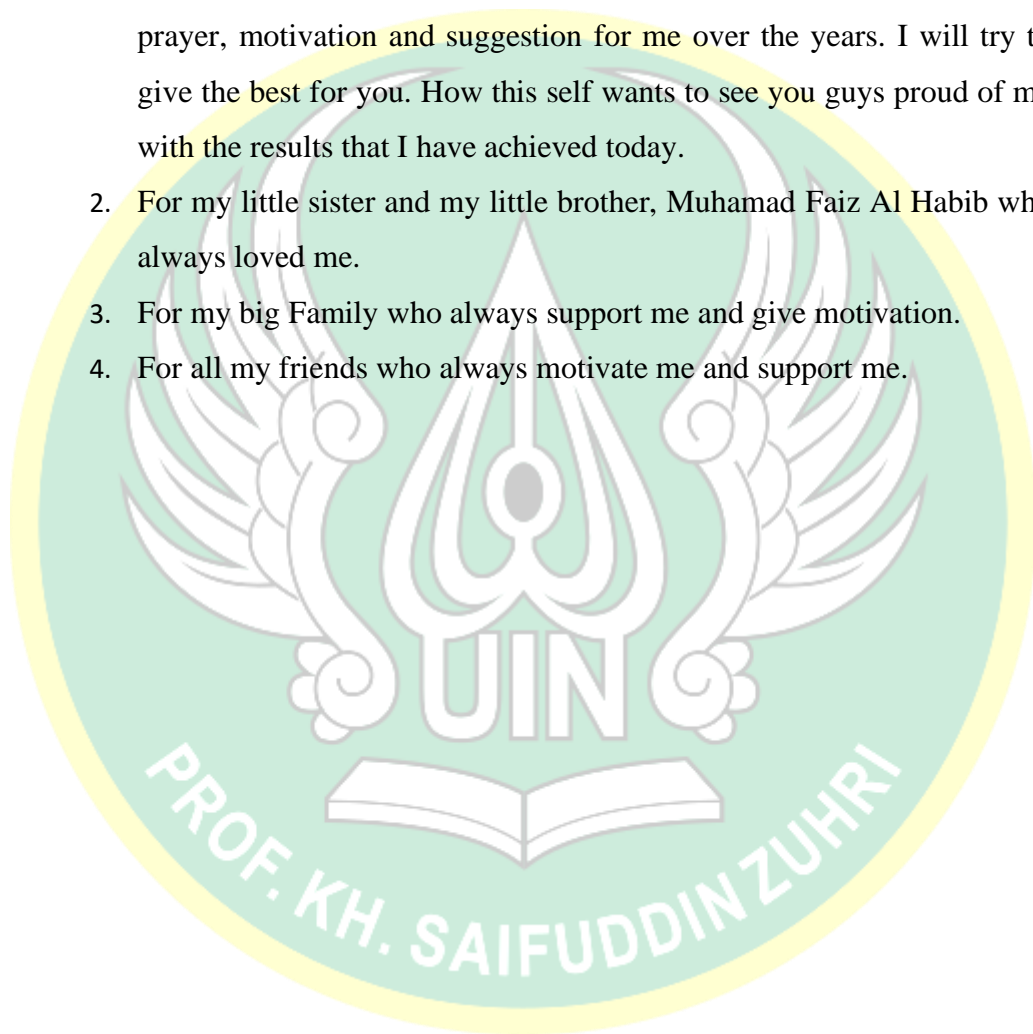 prayer, motivation and suggestion for me over the years. I will try t
give the best for you. How this self wants to see you guys proud of m
with the results that I have achieved today.
2. For my little sister and my little brother, Muhamad Faiz Al Habib wh
always loved me.
3. For my big Family who always support me and give motivation.
4. For all my friends who always motivate me and support me.
UIN
PROF. KH. SAIFUDDIN ZUHRI